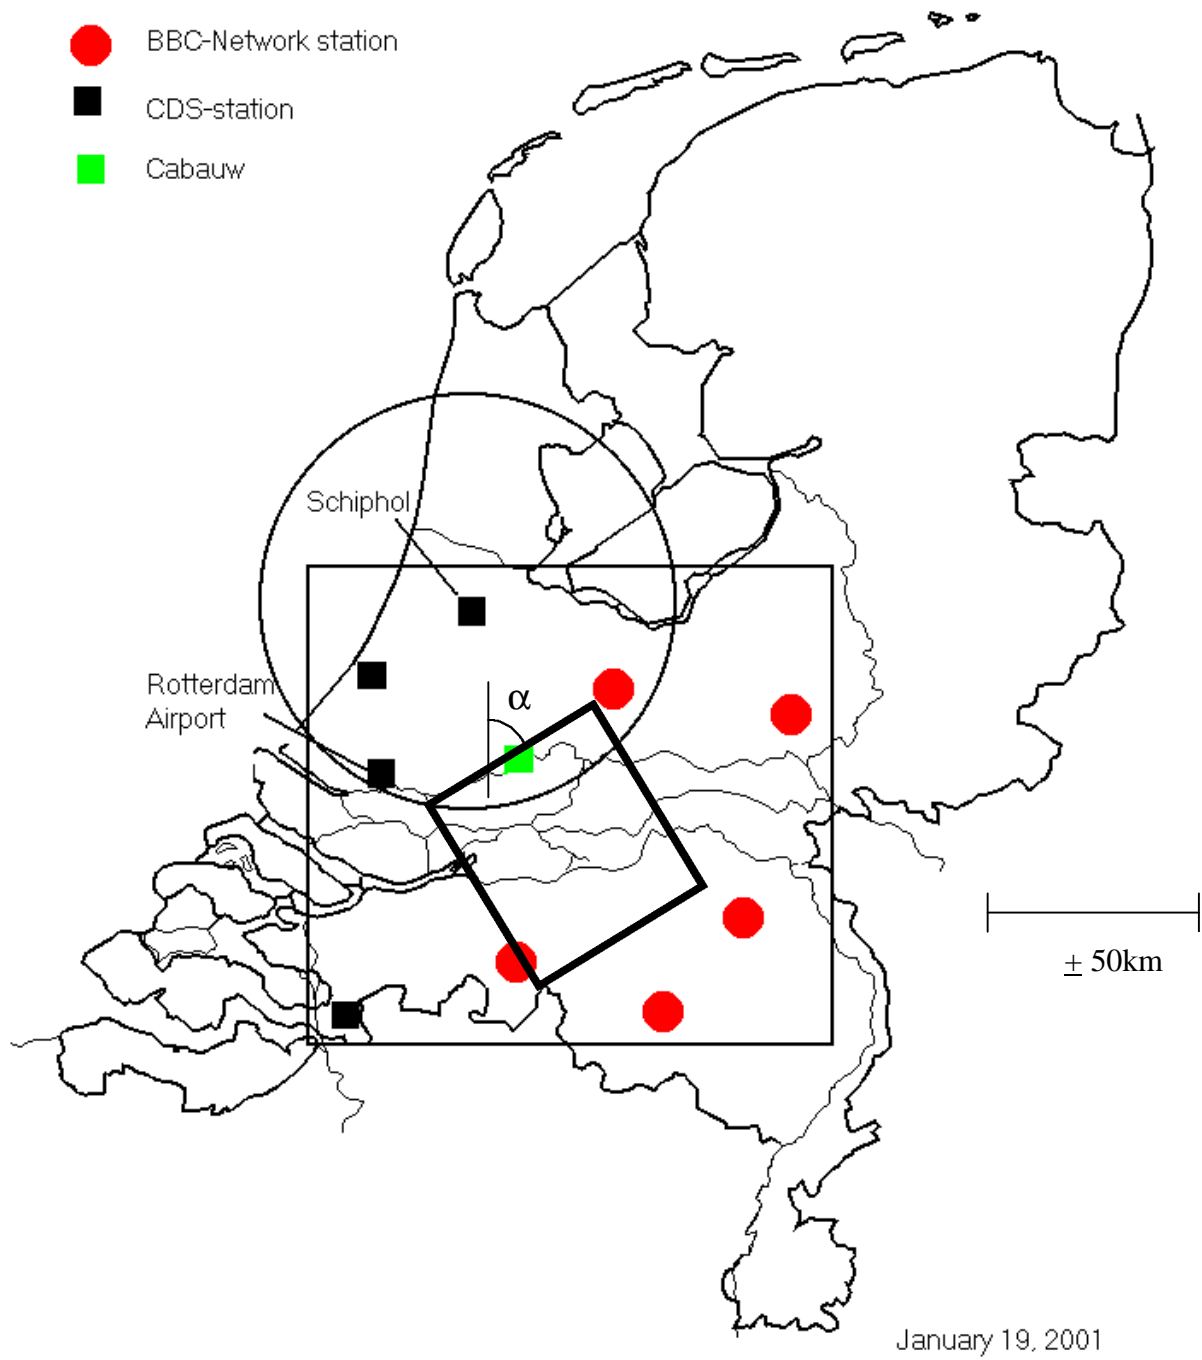 BBC-Network station
CDS-station
Cabauw
Schiphol
Rotterdam
Airport
α
± 50km
January 19, 2001